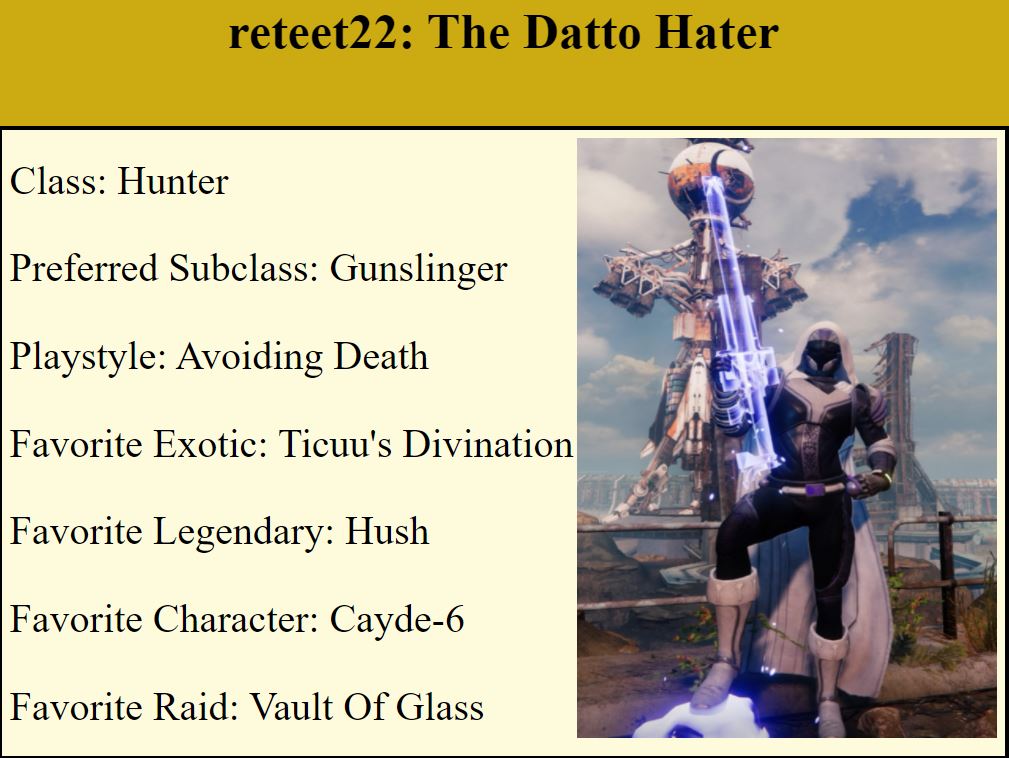 reteet22: The Datto Hater
Class: Hunter
Preferred Subclass: Gunslinger
Playstyle: Avoiding Death
Favorite Exotic: Ticuu's Divination
Favorite Legendary: Hush
Favorite Character: Cayde-6
Favorite Raid: Vault Of Glass